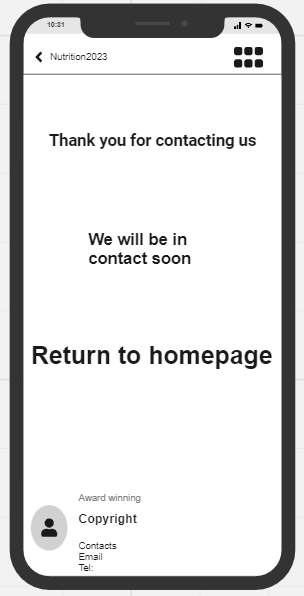 10:31
Nutrition2023
Thank you for contacting us
We will be in
contact soon
Return to homepage
Award winning
Copyright
Contacts
Email
Tel: